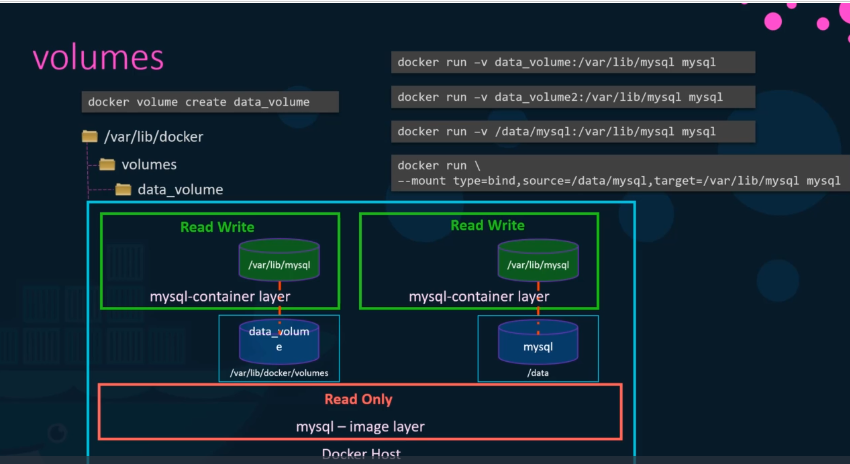 volumes
docker volume create data_volume
/var/lib/docker
volumes
data_volume
docker run –v data_volume:/var/lib/mysql mysql
docker run –v data_volume2:/var/lib/mysql mysql
docker run –v /data/mysql:/var/lib/mysql mysql
docker run \
--mount type=bind,source=/data/mysql,target=/var/lib/mysql mysql
Read Write
/var/lib/mysql
mysql-container layer
data_volum
e
/var/lib/docker/volumes
Read Write
/var/lib/mysql
mysql-container layer
mysql
/data
Read Only
mysql – image layer
Docker Host